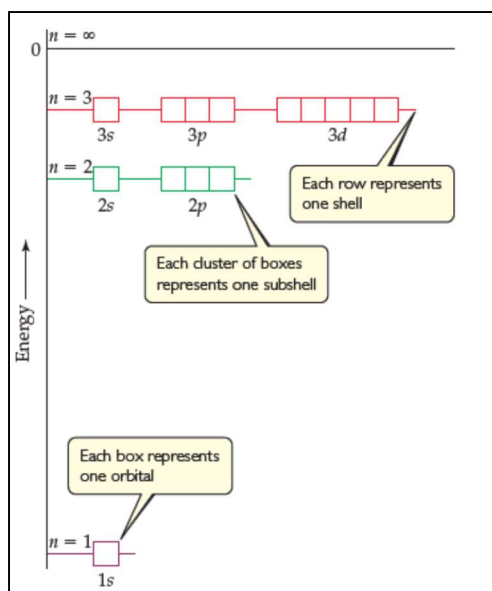 n = ∞
0
n = 3
3s 3p 3d
n = 2
2s 2p
Each row represents
one shell
Each cluster of boxes
represents one subshell
Energy
Each box represents
one orbital
n = 1
1s